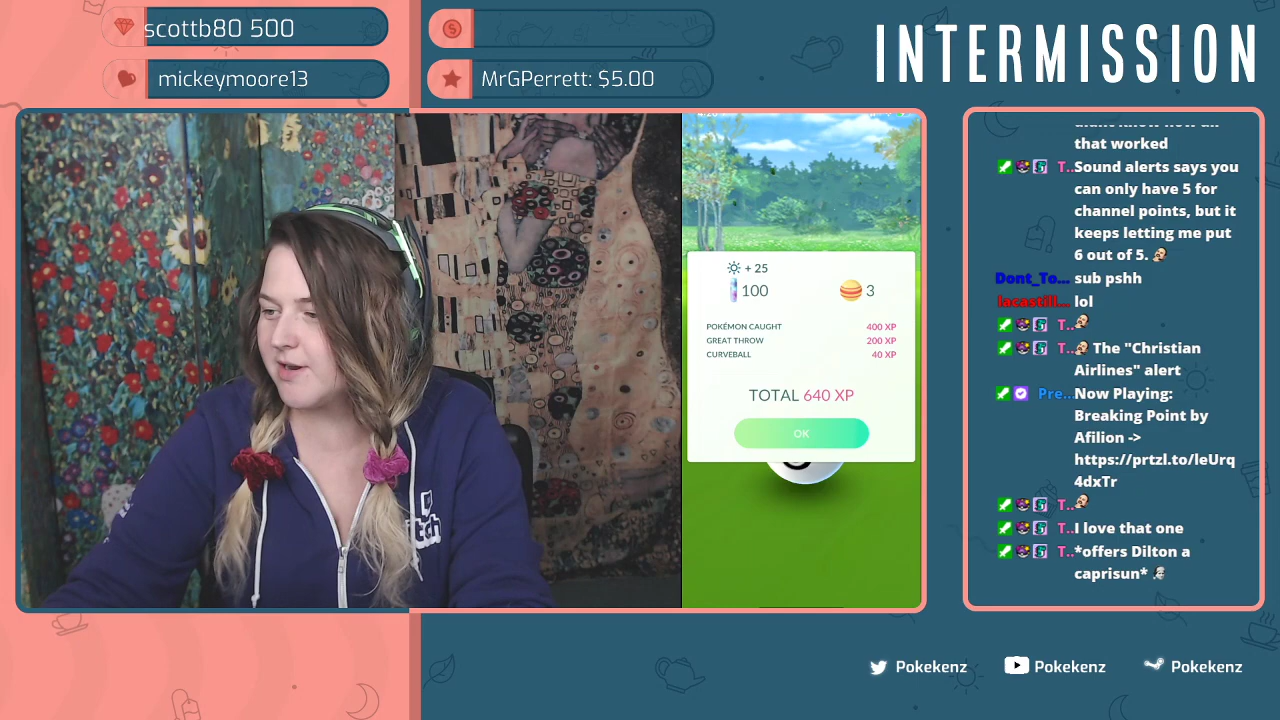 scottb80 500
mickeymoore13
MrGPerrett: $5.00
INTERMISSION
+ 25
100
3
POKÉMON CAUGHT 400 XP
GREAT THROW 200 XP
CURVEBALL 40 XP
TOTAL 640 XP
OK
that worked
T.. Sound alerts says you
can only have 5 for
channel points, but it
keeps letting me put
6 out of 5.
Dont_To... sub pshh
lacastill... lol
T..
T.. The "Christian
Airlines" alert
Pre... Now Playing:
Breaking Point by
Afilion ->
https://prtzl.to/leUrq
4dxTr
T..
T.. I love that one
T.. *offers Dilton a
caprisun*
Pokekenz
Pokekenz
Pokekenz